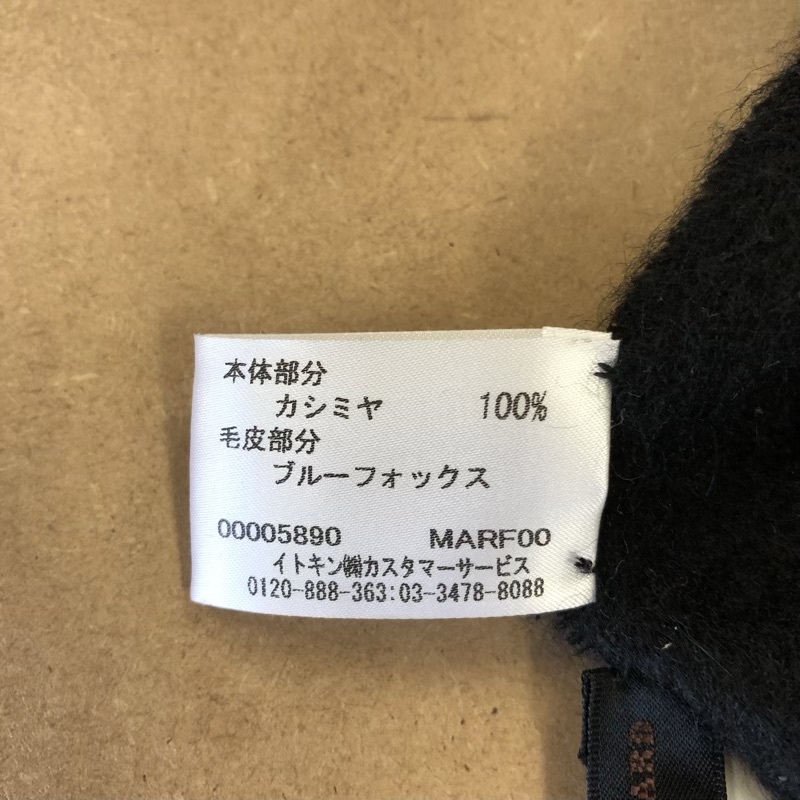 本体部分
カシミヤ 100%
毛皮部分
ブルーフォックス
00005890 MARF00
イトキン㈱カスタマーサービス
0120-888-363:03-3478-8088